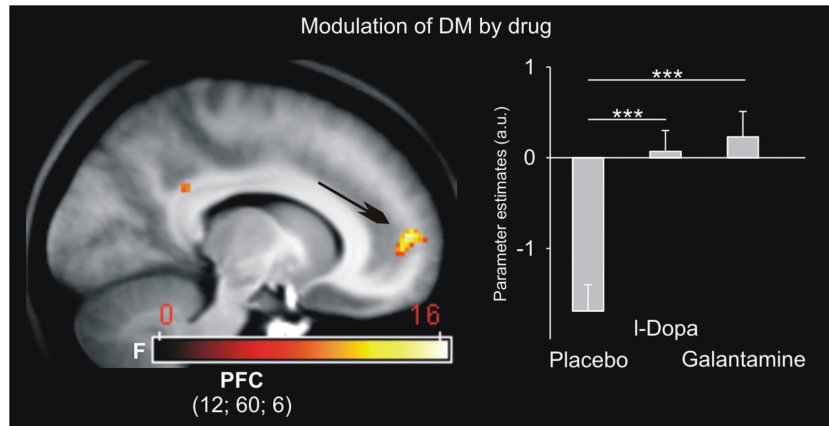 Modulation of DM by drug
0 16
F
PFC
(12; 60; 6)
Parameter estimates (a.u.)
1
0
-1
***
***
l-Dopa
Placebo Galantamine